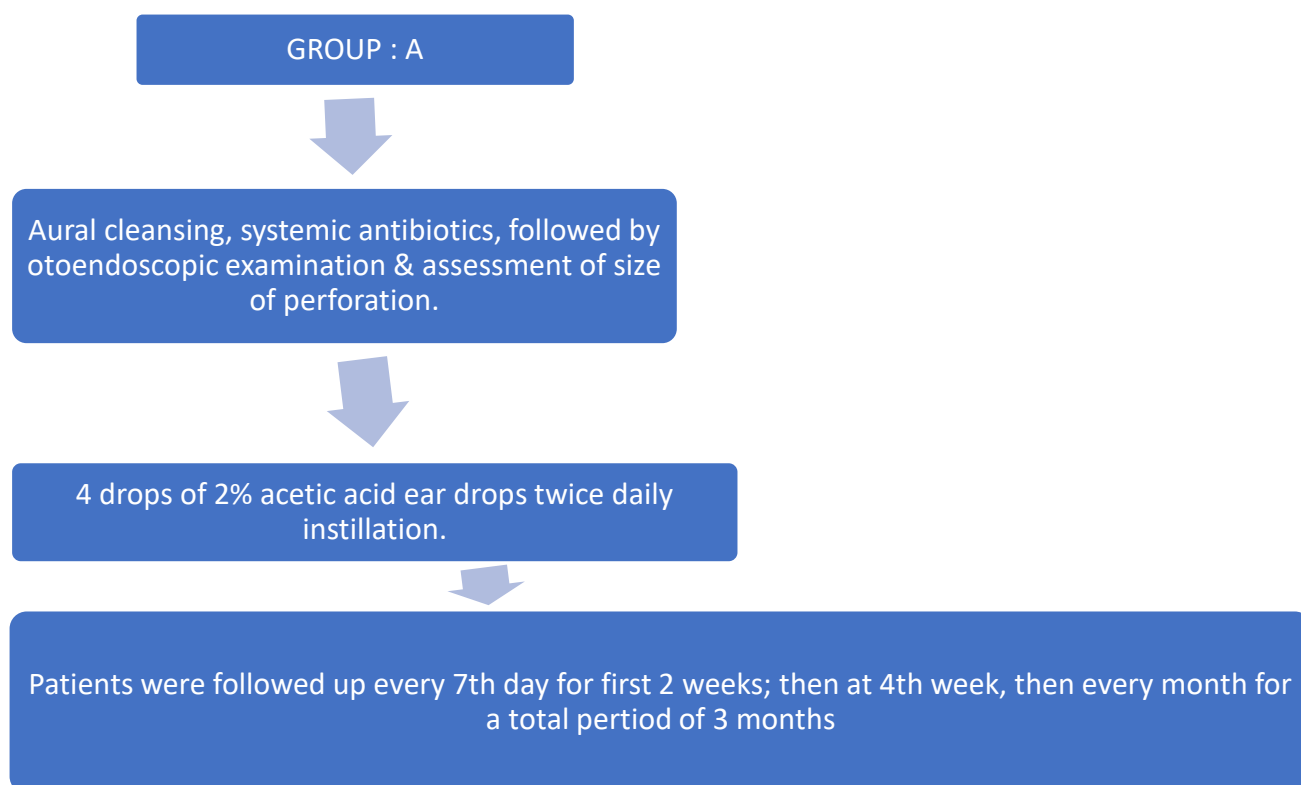 GROUP : A
Aural cleansing, systemic antibiotics, followed by
otoendoscopic examination & assessment of size
of perforation.
4 drops of 2% acetic acid ear drops twice daily
instillation.
Patients were followed up every 7th day for first 2 weeks; then at 4th week, then every month for
a total pertiod of 3 months